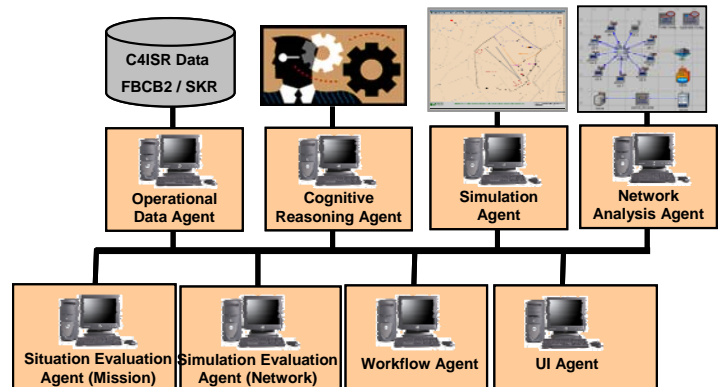 C4ISR Data
FBCB2 / SKR
Operational
Data Agent
Cognitive
Reasoning Agent
Simulation
Agent
Network
Analysis Agent
Situation Evaluation
Agent (Mission)
Simulation Evaluation
Agent (Network)
Workflow Agent
UI Agent